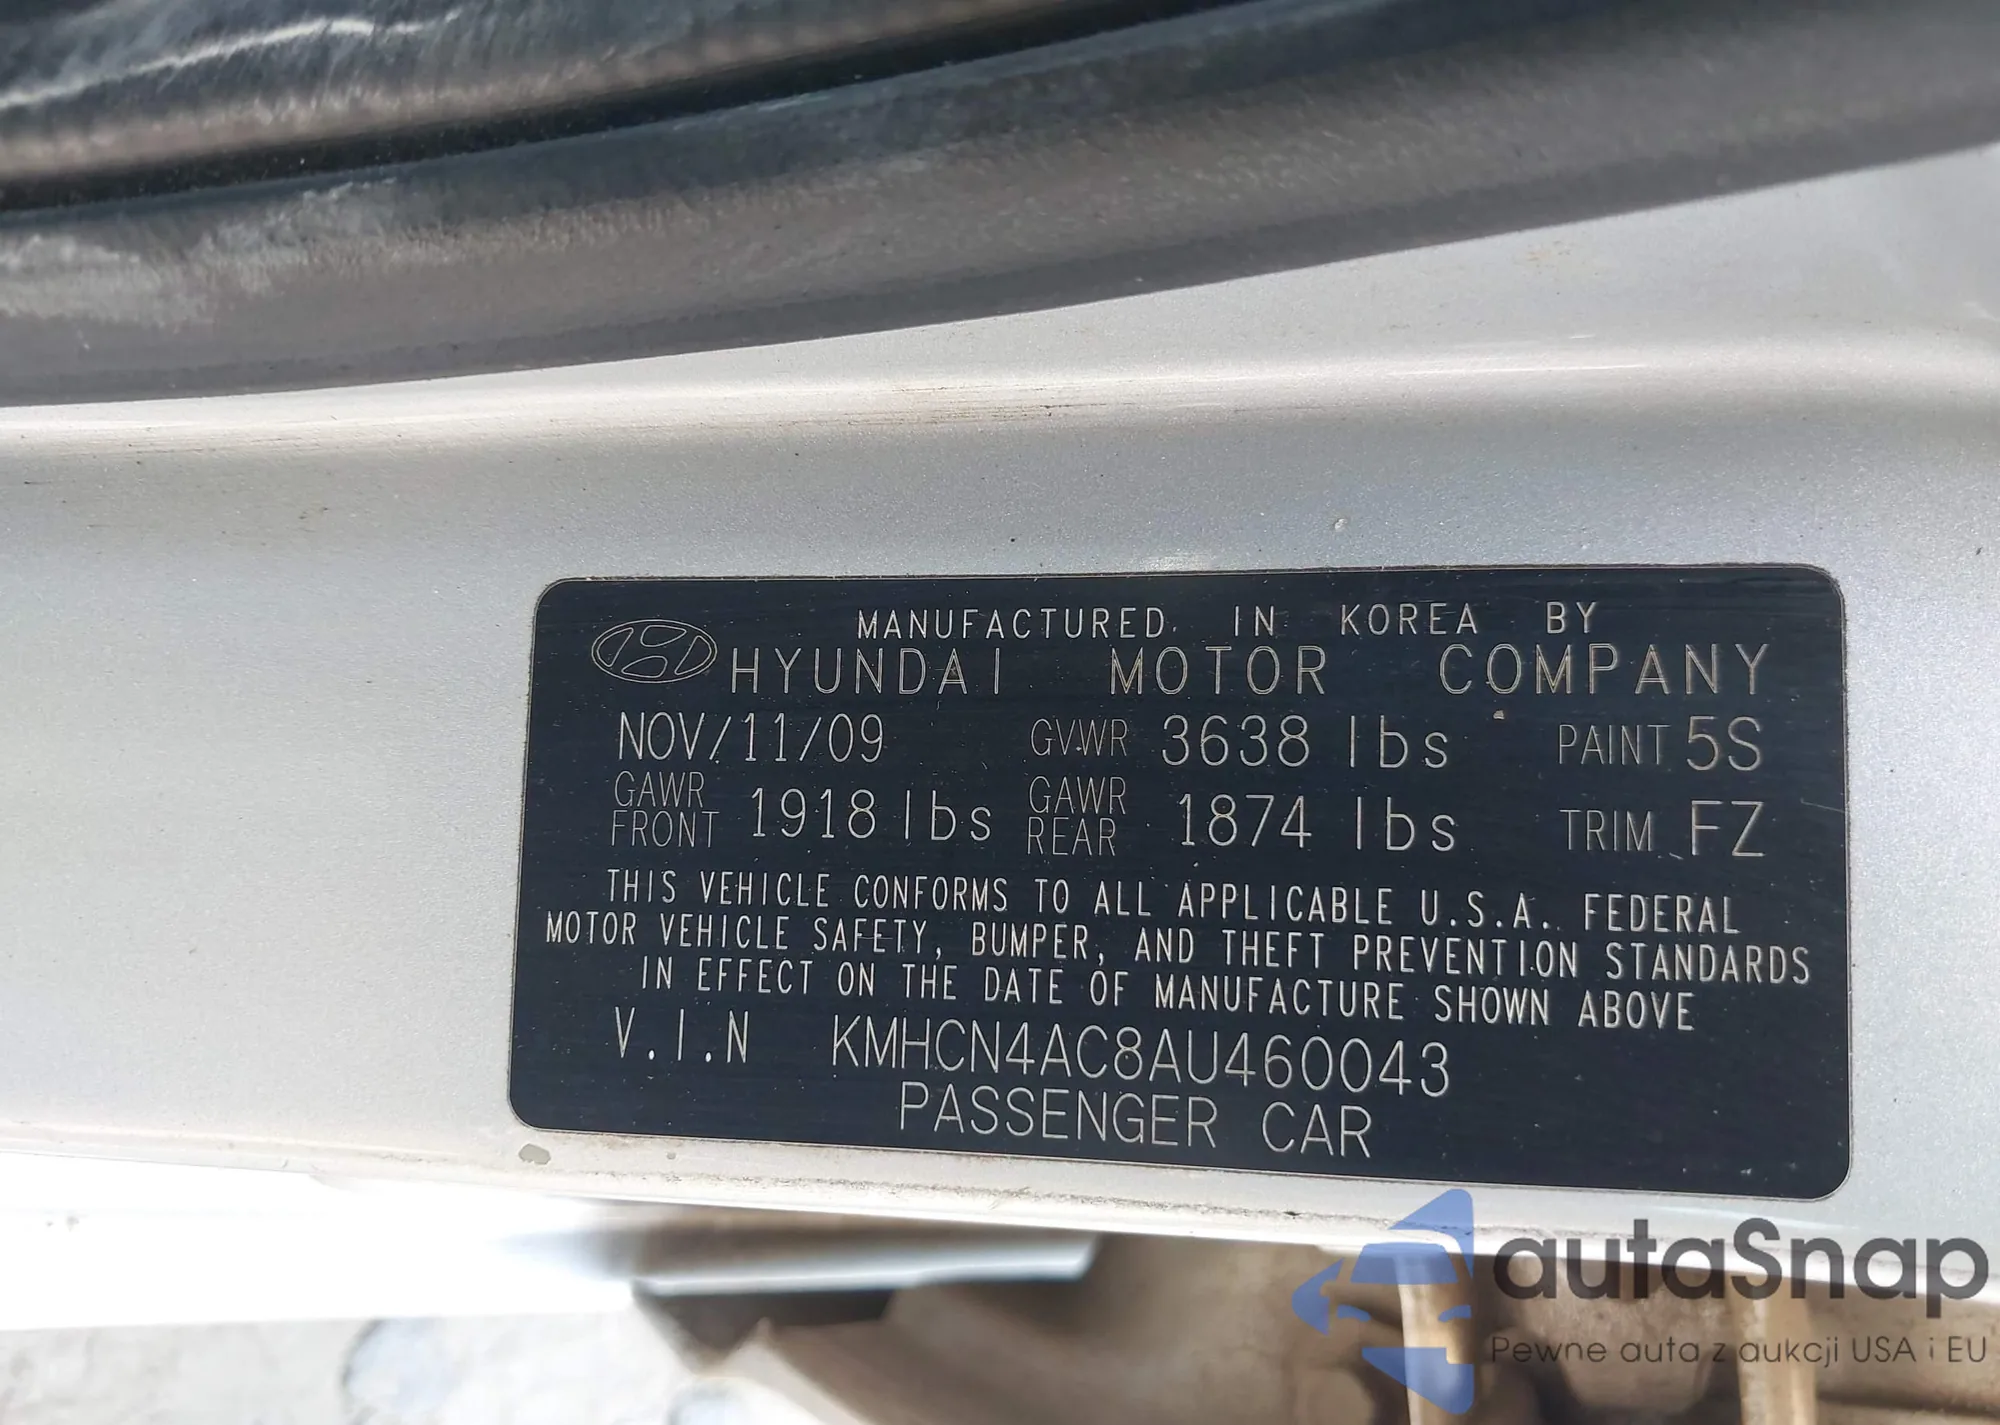 MANUFACTURED IN KOREA BY
HYUNDAI MOTOR COMPANY
NOV/11/09 GVWR 3638 lbs PAINT 5S
GAWR FRONT 1918 lbs GAWR REAR 1874 lbs TRIM FZ
THIS VEHICLE CONFORMS TO ALL APPLICABLE U.S.A. FEDERAL
MOTOR VEHICLE SAFETY, BUMPER, AND THEFT PREVENTION STANDARDS
IN EFFECT ON THE DATE OF MANUFACTURE SHOWN ABOVE
V.I.N KMHCN4AC8AU460043
PASSENGER CAR
autaSnap
Pewne auta z aukcji USA i EU